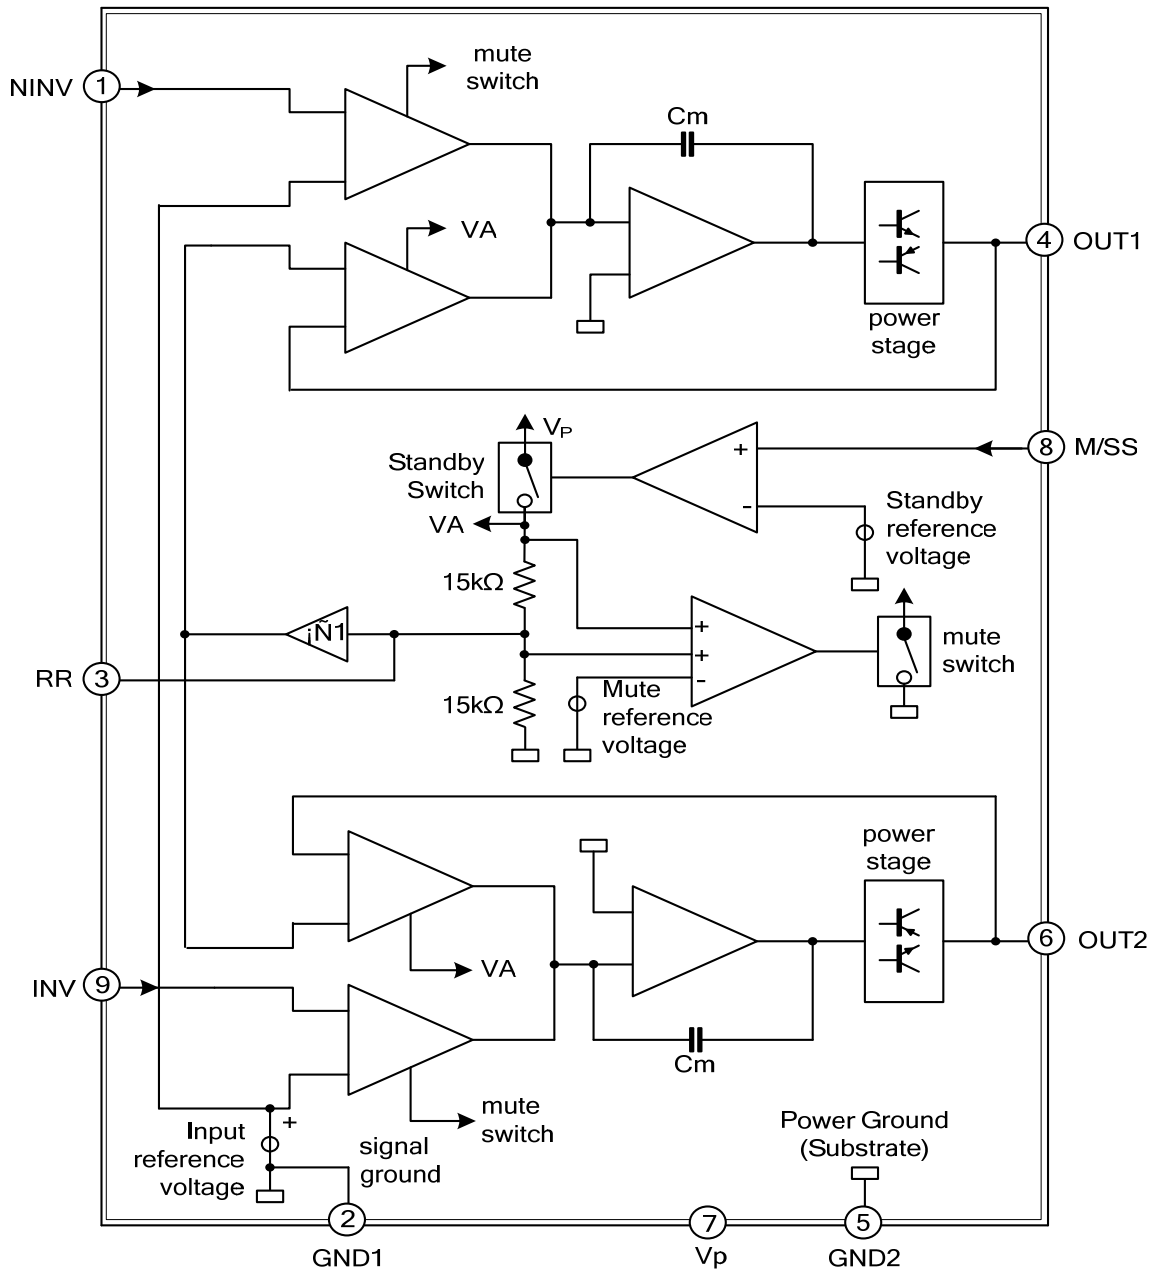 mute
switch
NINV
1
Cm
VA
4
OUT1
power
stage
VP
8
M/SS
Standby
Switch
+
-
Standby
reference
voltage
VA
15kΩ
¡Ñ1
+
+
-
mute
switch
RR
3
15kΩ
Mute
reference
voltage
power
stage
6
OUT2
VA
INV
9
Cm
mute
switch
+
Input
reference
voltage
signal
ground
Power Ground
(Substrate)
2
7
5
GND1
Vp
GND2